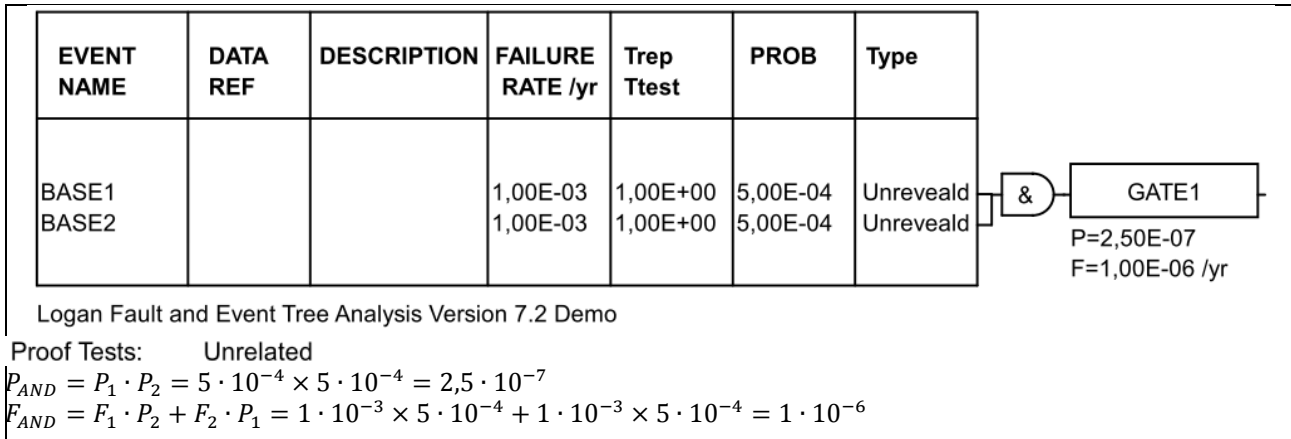 EVENT NAME DATA REF DESCRIPTION FAILURE RATE /yr Trep Ttest PROB Type
BASE1 1,00E-03 1,00E+00 5,00E-04 Unreveald
BASE2 1,00E-03 1,00E+00 5,00E-04 Unreveald
& GATE1
P=2,50E-07
F=1,00E-06 /yr
Logan Fault and Event Tree Analysis Version 7.2 Demo
Proof Tests: Unrelated
P_AND = P_1 · P_2 = 5 · 10^−4 × 5 · 10^−4 = 2,5 · 10^−7
F_AND = F_1 · P_2 + F_2 · P_1 = 1 · 10^−3 × 5 · 10^−4 + 1 · 10^−3 × 5 · 10^−4 = 1 · 10^−6